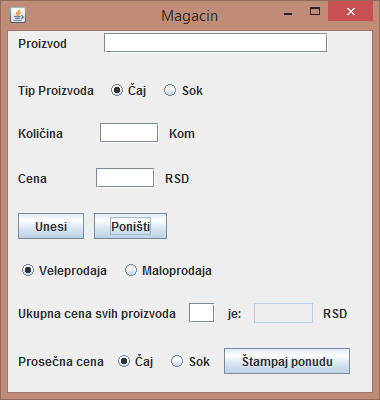 Magacin
Proizvod
Tip Proizvoda Čaj Sok
Količina Kom
Cena RSD
Unesi Poništi
Veleprodaja Maloprodaja
Ukupna cena svih proizvoda je: RSD
Prosečna cena Čaj Sok Štampaj ponudu